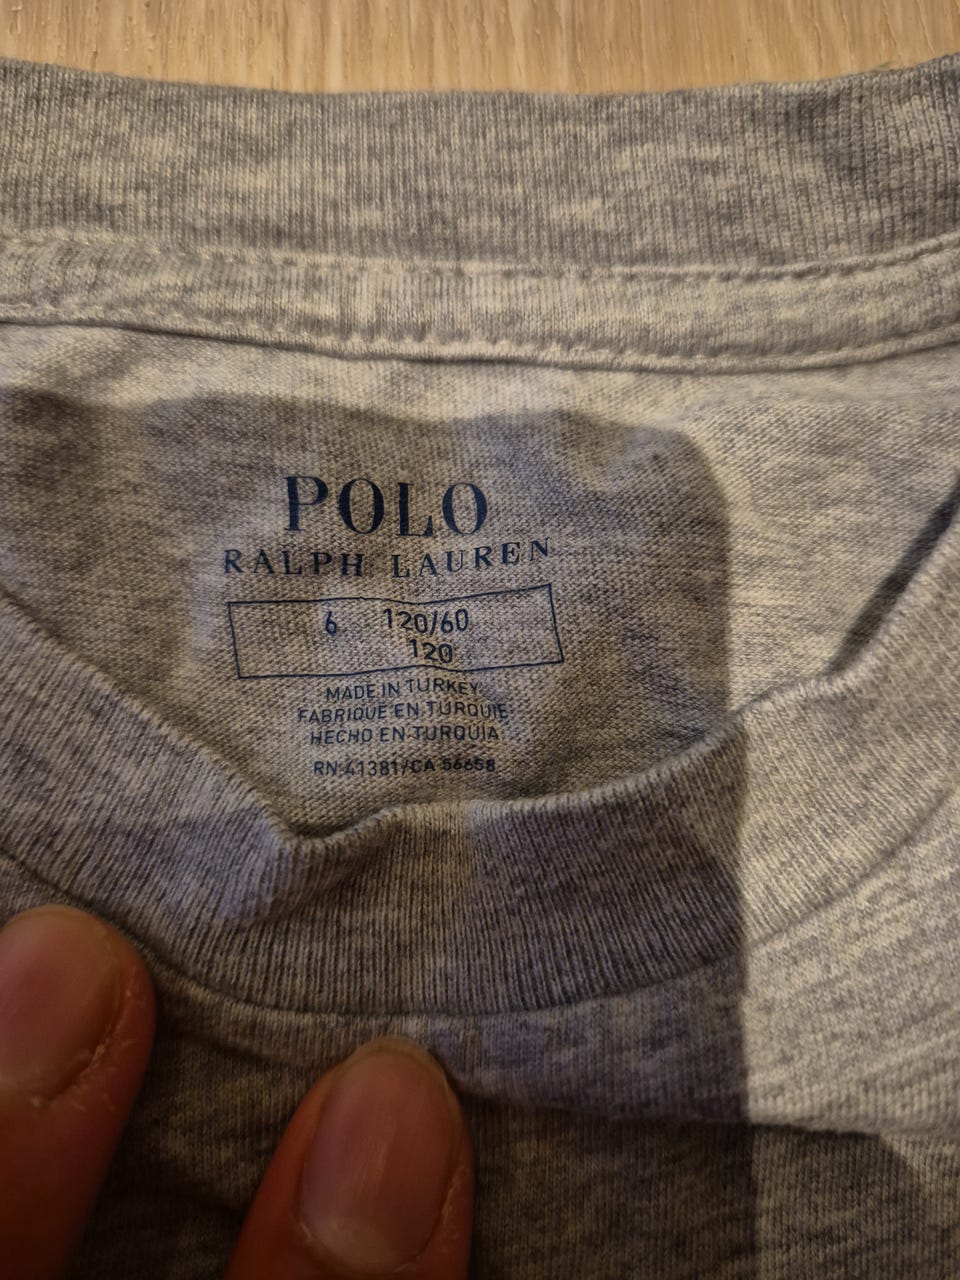 POLO
RALPH LAUREN
6 120/60
120
MADE IN TURKEY
FABRIQUÉ EN TURQUIE
HECHO EN TURQUIA
RN 41381/CA 56658